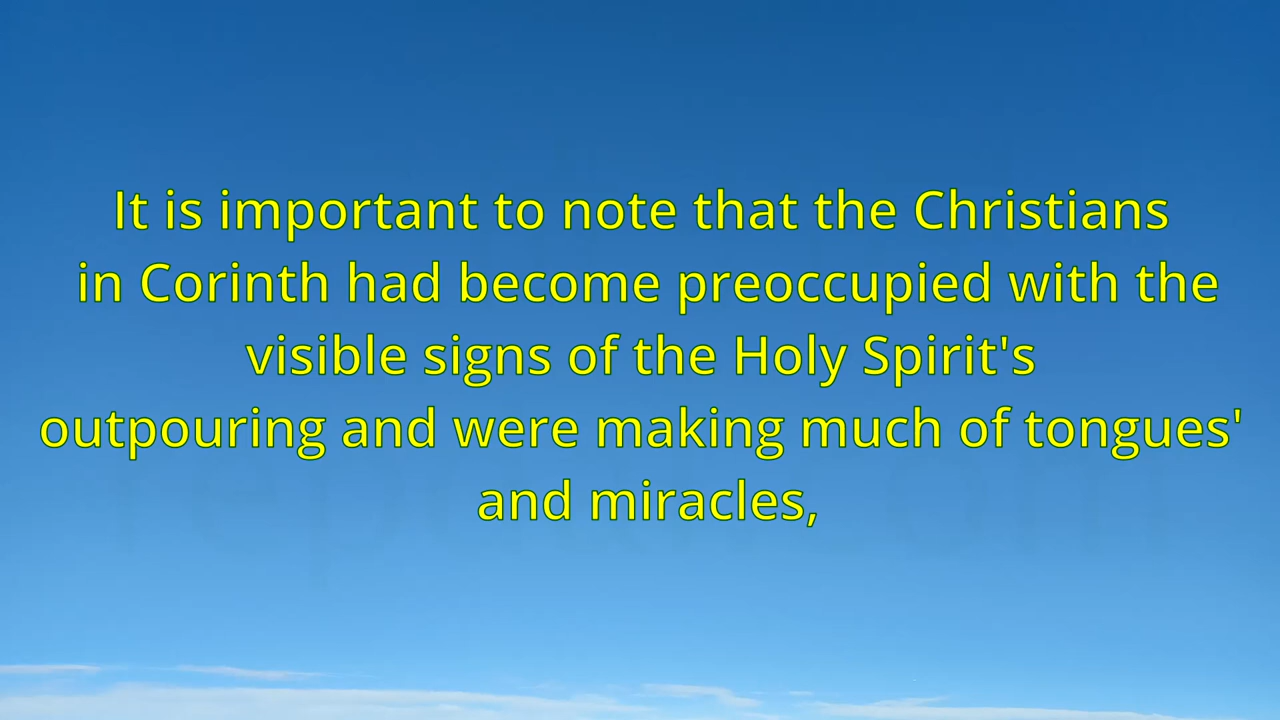 It is important to note that the Christians
in Corinth had become preoccupied with the
visible signs of the Holy Spirit's
outpouring and were making much of tongues'
and miracles,